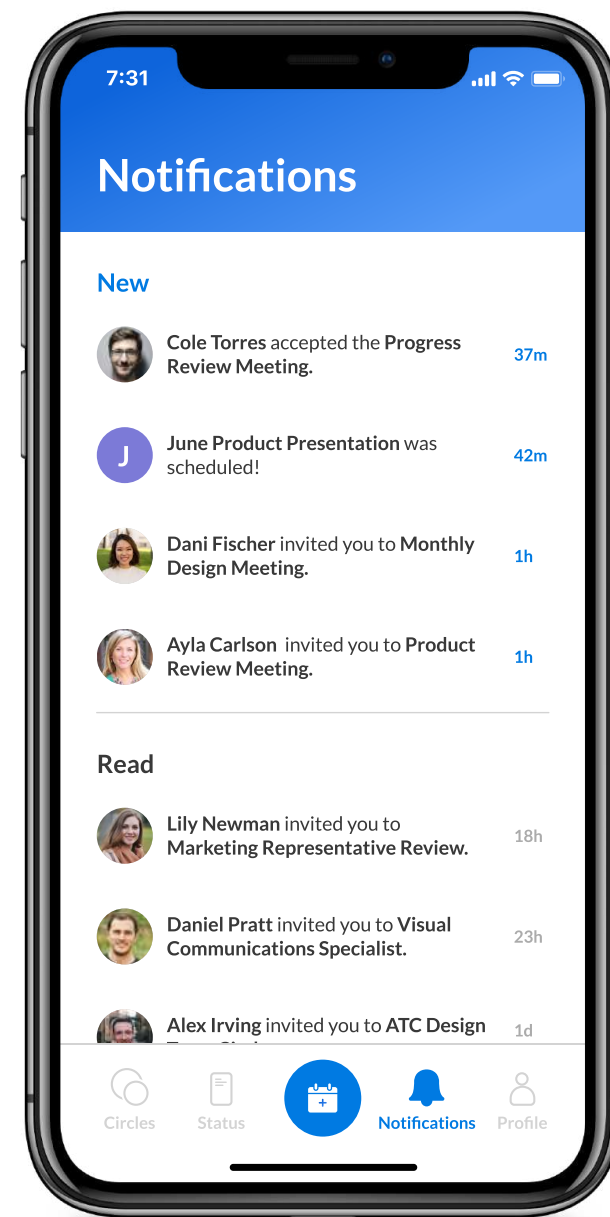 7:31
Notifications
New
Cole Torres accepted the Progress
Review Meeting.
37m
J
June Product Presentation was
scheduled!
42m
Dani Fischer invited you to Monthly
Design Meeting.
1h
Ayla Carlson  invited you to Product
Review Meeting.
1h
Read
Lily Newman invited you to
Marketing Representative Review.
18h
Daniel Pratt invited you to Visual
Communications Specialist.
23h
Alex Irving invited you to ATC Design
1d
Circles
Status
Notifications
Profile